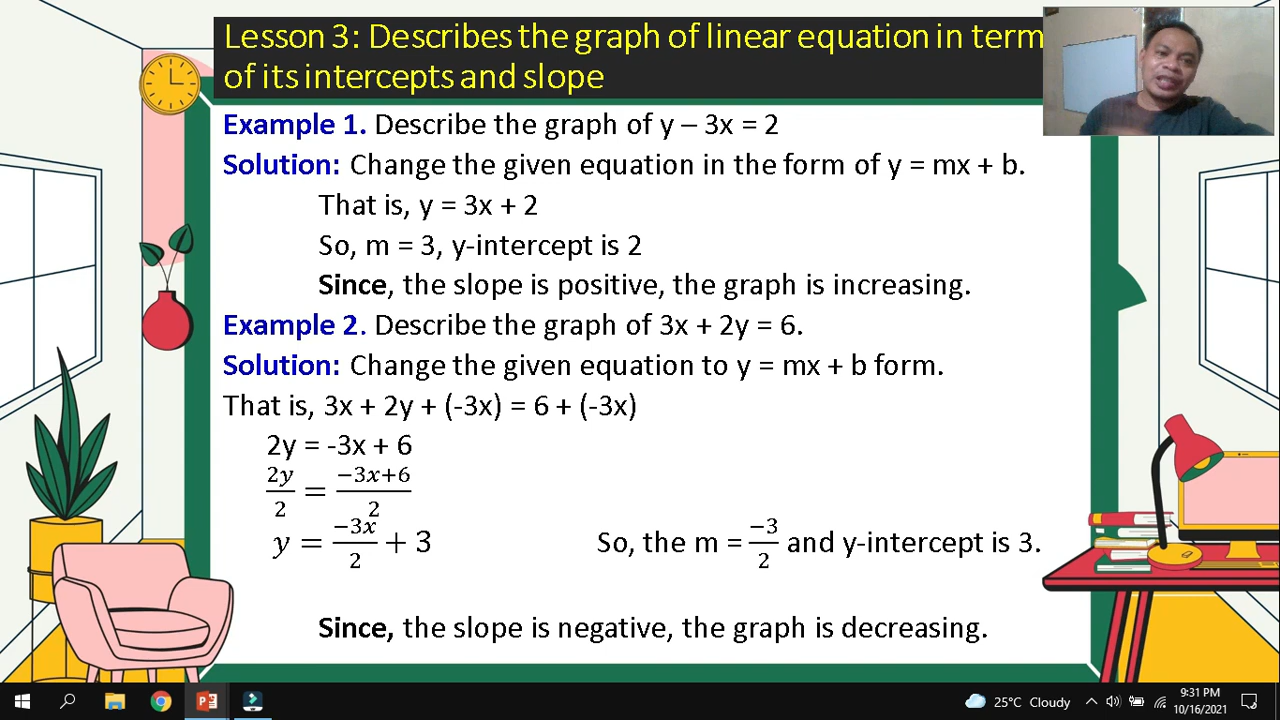 Lesson 3: Describes the graph of linear equation in term
of its intercepts and slope
Example 1. Describe the graph of y – 3x = 2
Solution: Change the given equation in the form of y = mx + b.
That is, y = 3x + 2
So, m = 3, y-intercept is 2
Since, the slope is positive, the graph is increasing.
Example 2. Describe the graph of 3x + 2y = 6.
Solution: Change the given equation to y = mx + b form.
That is, 3x + 2y + (-3x) = 6 + (-3x)
2y = -3x + 6
2y/2 = −3x+6/2
y = −3x/2 + 3 So, the m = −3/2 and y-intercept is 3.
Since, the slope is negative, the graph is decreasing.
25°C Cloudy
9:31 PM
10/16/2021